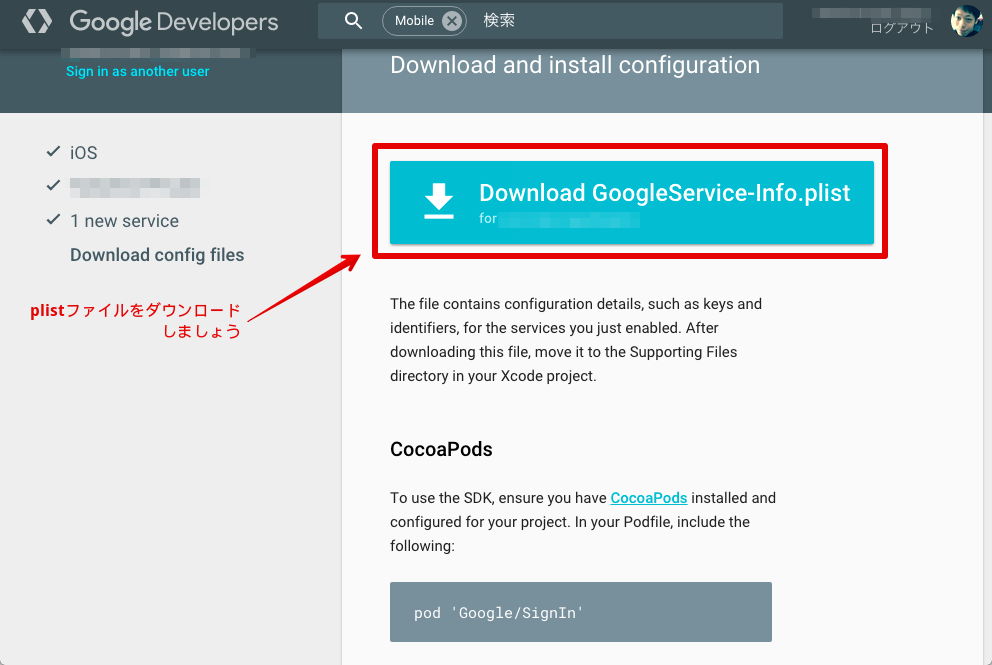 Google Developers
Mobile
検索
ログアウト
Sign in as another user
Download and install configuration
iOS
1 new service
Download config files
plistファイルをダウンロード
しましょう
Download GoogleService-Info.plist
for
The file contains configuration details, such as keys and
identifiers, for the services you just enabled. After
downloading this file, move it to the Supporting Files
directory in your Xcode project.
CocoaPods
To use the SDK, ensure you have CocoaPods installed and
configured for your project. In your Podfile, include the
following:
pod 'Google/SignIn'